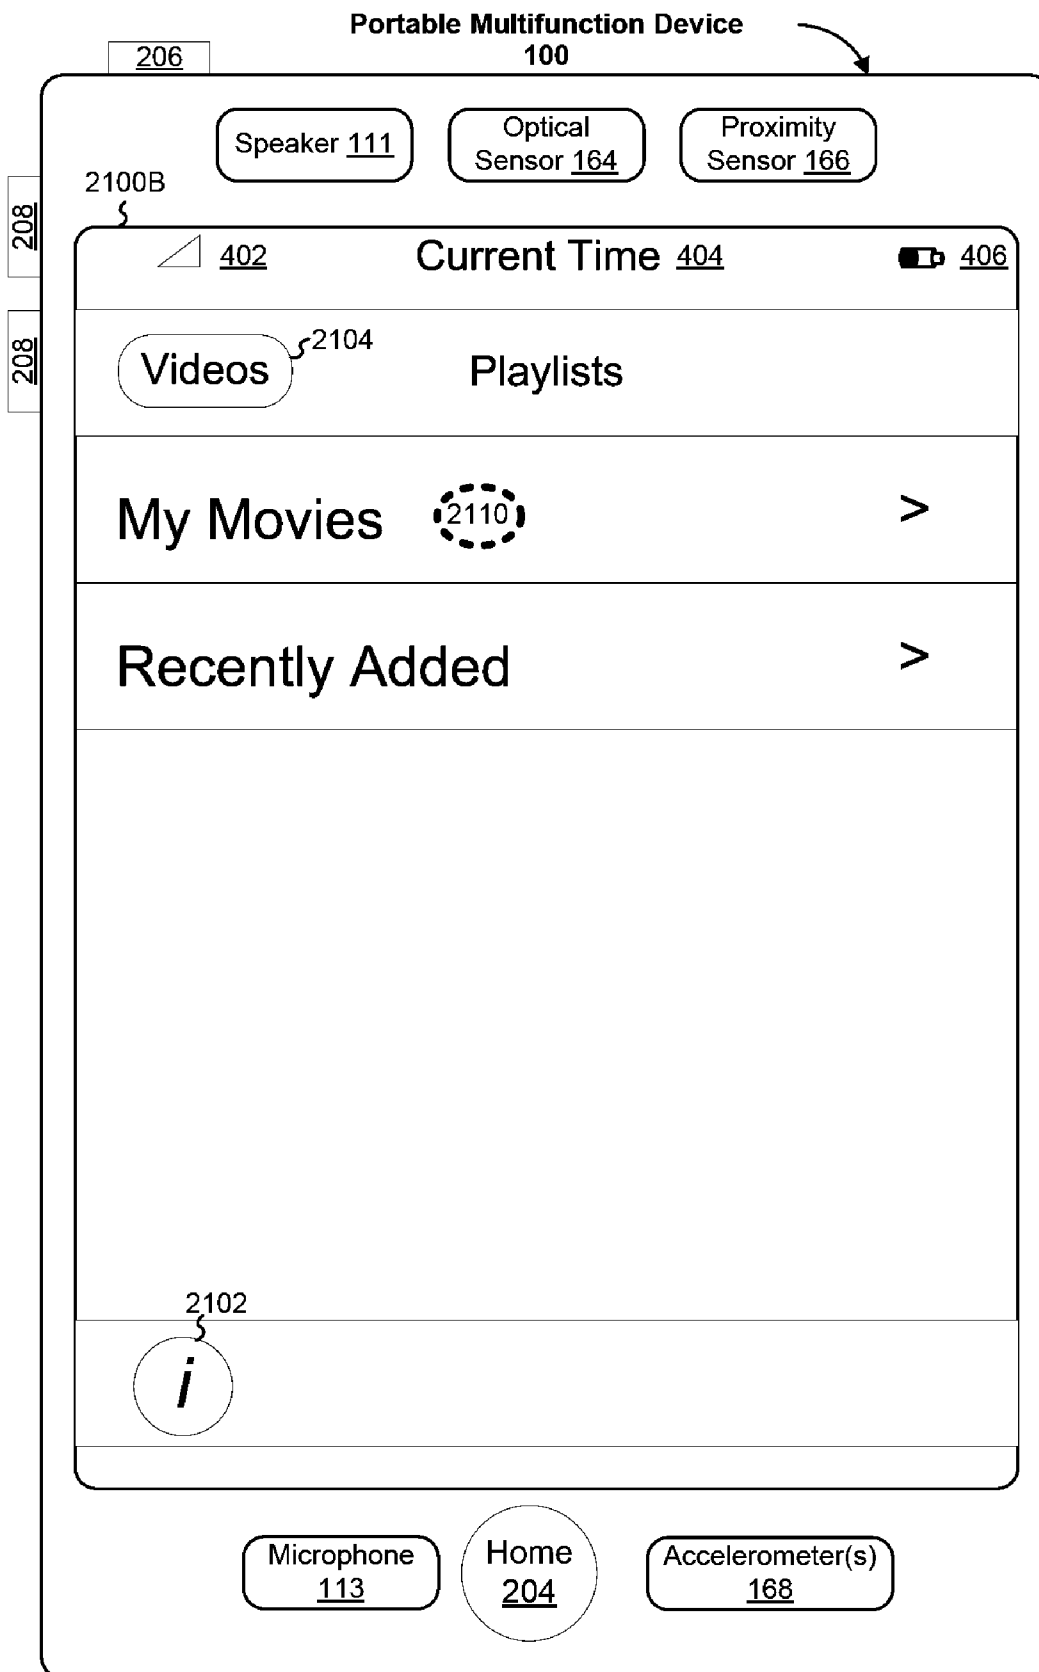 Portable Multifunction Device
100
206
Speaker 111
Optical
Sensor 164
Proximity
Sensor 166
2100B
208
208
402
Current Time 404
406
Videos
2104
Playlists
My Movies
2110
>
Recently Added
>
2102
i
Microphone
113
Home
204
Accelerometer(s)
168